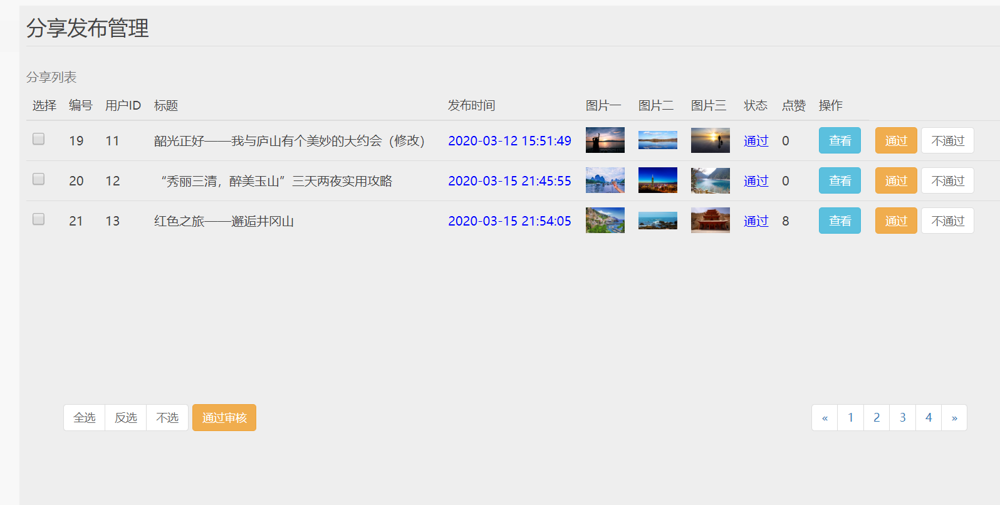 分享发布管理
分享列表
选择 编号 用户ID 标题 发布时间 图片一 图片二 图片三 状态 点赞 操作
19 11 韶光正好——我与庐山有个美妙的大约会（修改） 2020-03-12 15:51:49 通过 0 查看 通过 不通过
20 12 “秀丽三清，醉美玉山”三天两夜实用攻略 2020-03-15 21:45:55 通过 0 查看 通过 不通过
21 13 红色之旅——邂逅井冈山 2020-03-15 21:54:05 通过 8 查看 通过 不通过
全选 反选 不选 通过审核 « 1 2 3 4 »